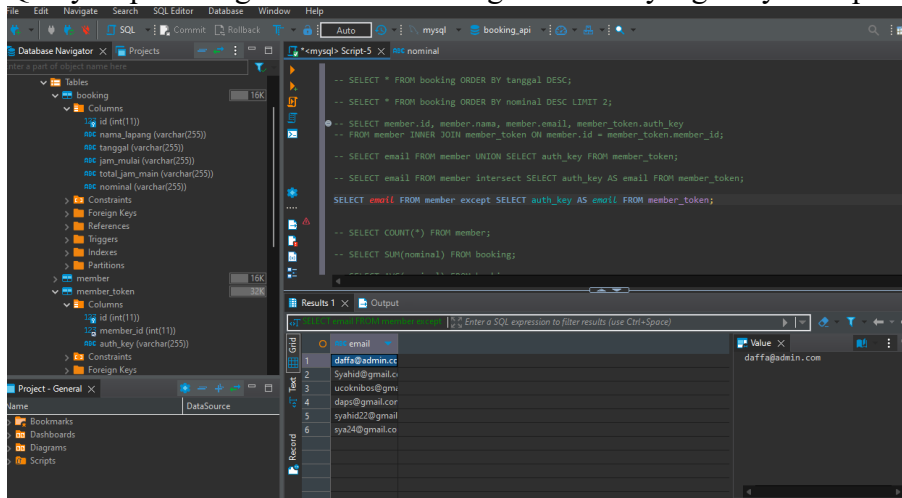 File Edit Navigate Search SQL Editor Database Window Help
SQL Commit Rollback Auto mysql booking_api
Database Navigator Projects
enter a part of object name here
Tables
booking 16K
Columns
id (int(11))
nama_lapang (varchar(255))
tanggal (varchar(255))
jam_mulai (varchar(255))
total_jam_main (varchar(255))
nominal (varchar(255))
Constraints
Foreign Keys
References
Triggers
Indexes
Partitions
member 16K
member_token 32K
Columns
id (int(11))
member_id (int(11))
auth_key (varchar(255))
Constraints
Foreign Keys
Project - General
Name DataSource
Bookmarks
Dashboards
Diagrams
Scripts
*<mysql> Script-5 nominal
-- SELECT * FROM booking ORDER BY tanggal DESC;
-- SELECT * FROM booking ORDER BY nominal DESC LIMIT 2;
-- SELECT member.id, member.nama, member.email, member_token.auth_key
-- FROM member INNER JOIN member_token ON member.id = member_token.member_id;
-- SELECT email FROM member UNION SELECT auth_key FROM member_token;
-- SELECT email FROM member intersect SELECT auth_key AS email FROM member_token;
SELECT email FROM member except SELECT auth_key AS email FROM member_token;
-- SELECT COUNT(*) FROM member;
-- SELECT SUM(nominal) FROM booking;
Results 1 Output
SELECT email FROM member except Enter a SQL expression to filter results (use Ctrl+Space)
Grid
Text
Record
email
1 daffa@admin.cc
2 Syahid@gmail.c
3 ucoknibos@gm
4 daps@gmail.cor
5 syahid22@gmail
6 sya24@gmail.co
Value
daffa@admin.com